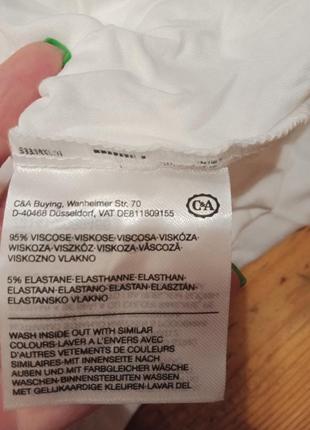 C&A Buying, Wanheimer Str. 70
D-40468 Düsseldorf, VAT DE811809155
C&A
95% VISCOSE-VISKOSE-VISCOSA-VISKÓZA-
WISKOZA-VISZKÓZ-VISKOZA-VÂSCOZĂ-
VISKOZNO VLAKNO
5% ELASTANE-ELASTHANNE-ELASTHAN-
ELASTAAN-ELASTANO-ELASTAN-ELASZTÁN-
ELASTANSKO VLAKNO
WASH INSIDE OUT WITH SIMILAR
COLOURS-LAVER A L'ENVERS AVEC
D'AUTRES VETEMENTS DE COULEURS
SIMILAIRES-MIT INNENSEITE NACH
AUßEN UND MIT FARBGLEICHER WÄSCHE
WASCHEN-BINNENSTEBUITEN WASSEN
MET GELIJKAARDIGE KLEUREN-LAVAR DEL